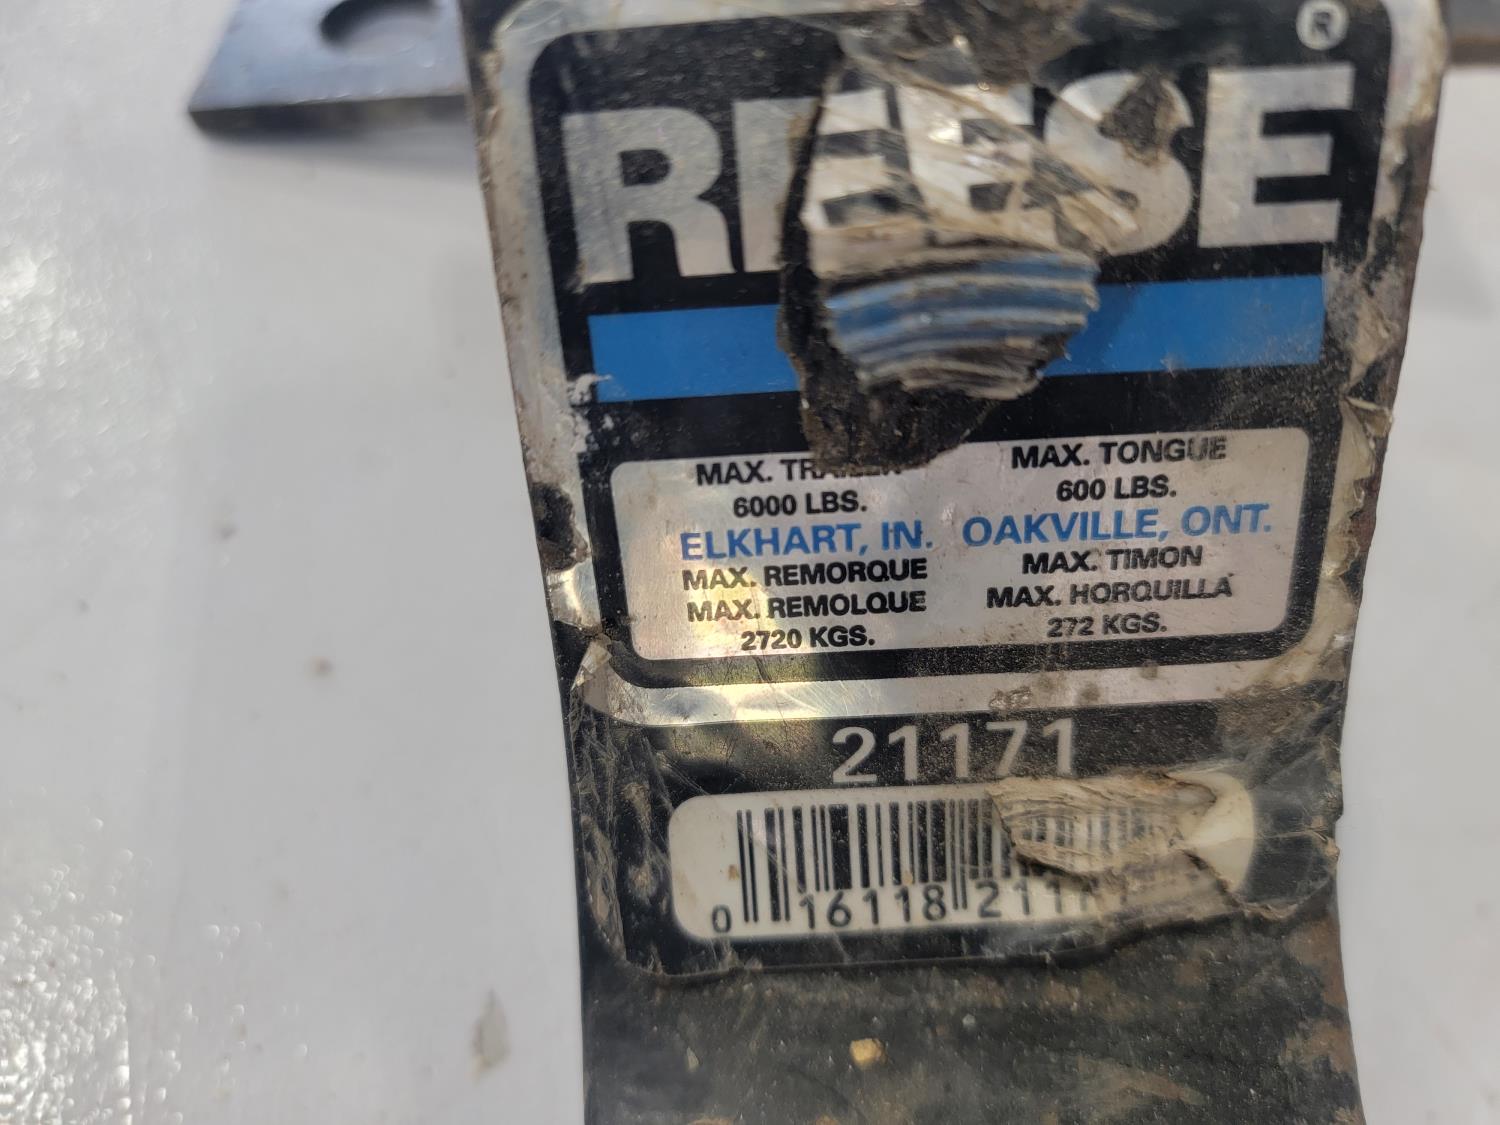 REESE®
MAX. TRAILER MAX. TONGUE
6000 LBS. 600 LBS.
ELKHART, IN. OAKVILLE, ONT.
MAX. REMORQUE MAX. TIMON
MAX. REMOLQUE MAX. HORQUILLA
2720 KGS. 272 KGS.
21171
0 16118 211